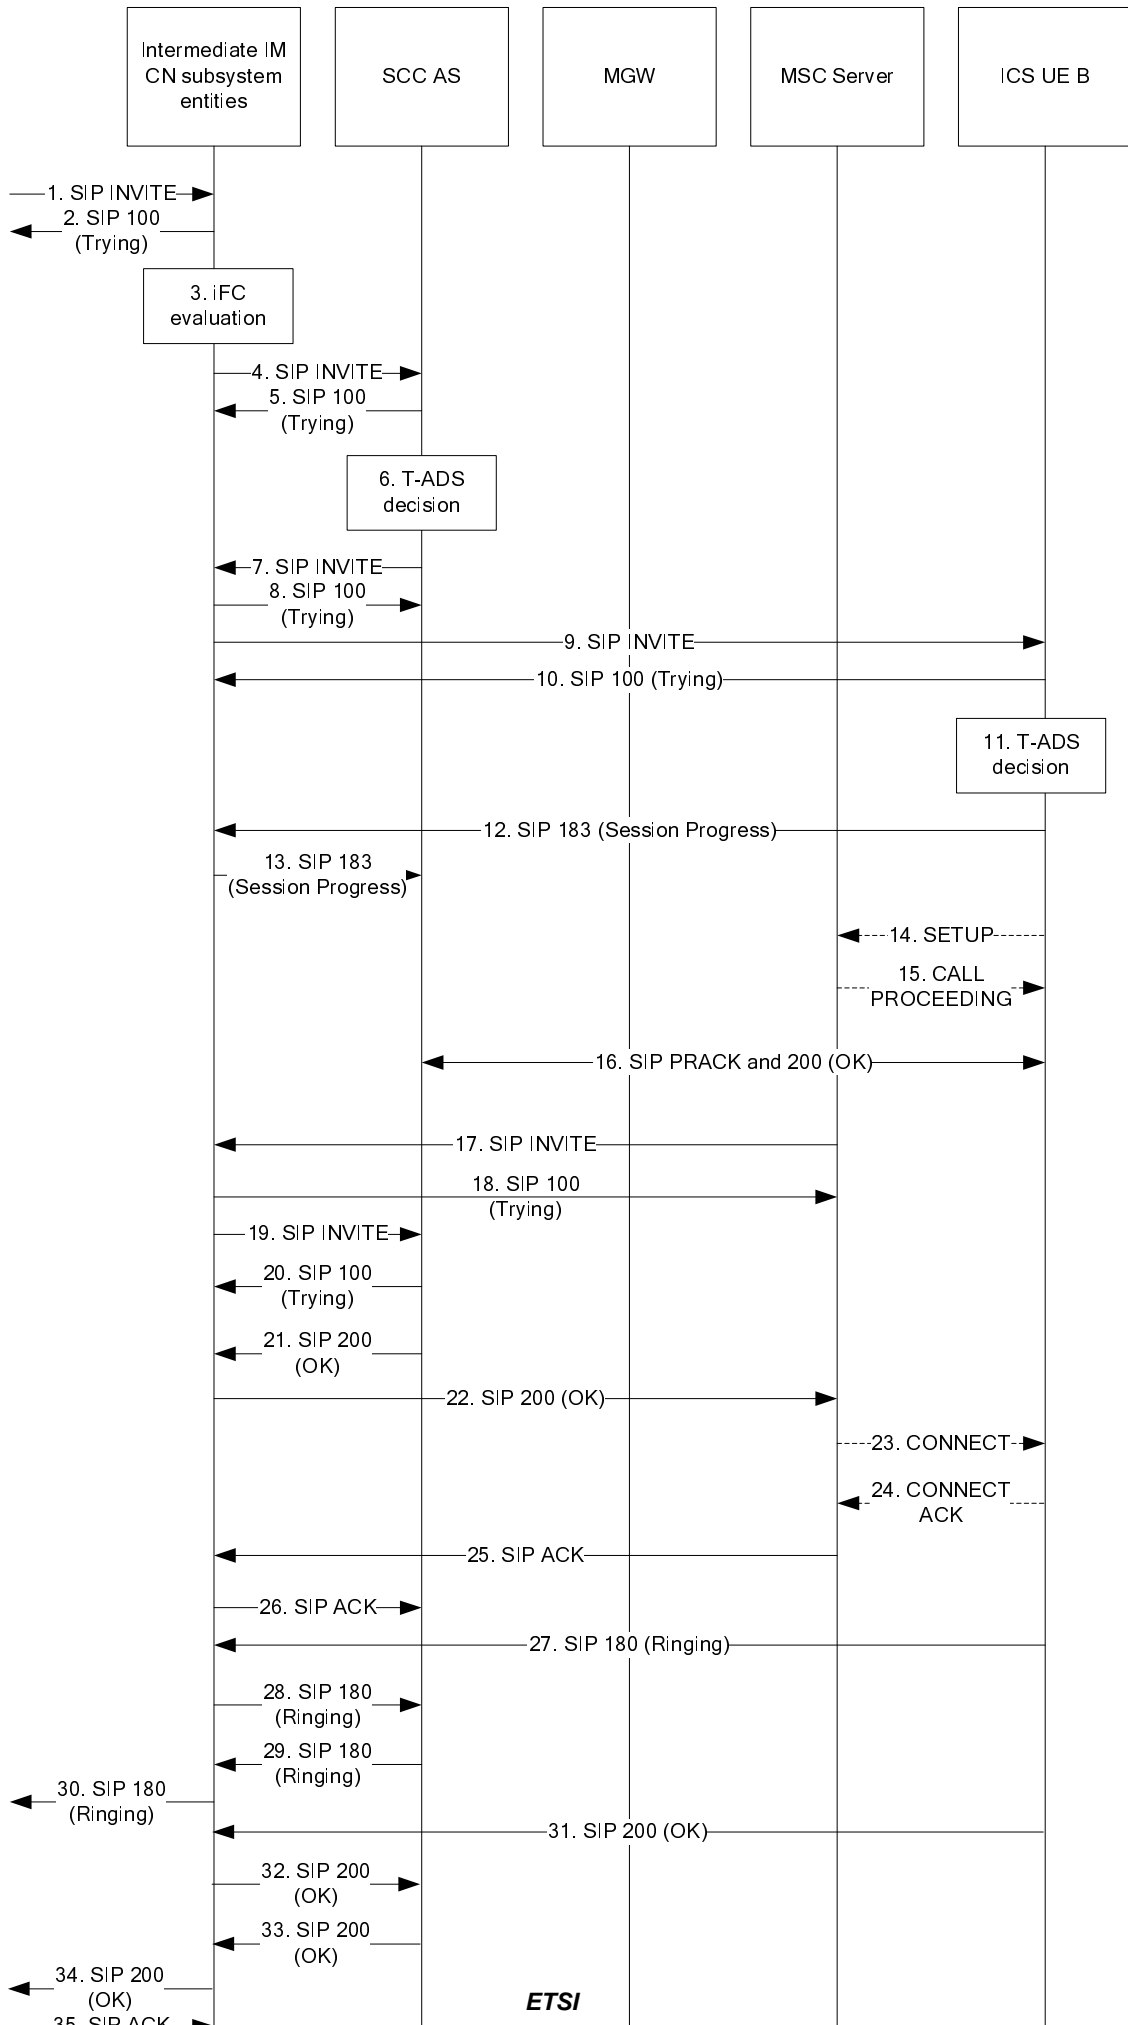 Intermediate IM
CN subsystem
entities
SCC AS
MGW
MSC Server
ICS UE B
1. SIP INVITE
2. SIP 100
(Trying)
3. iFC
evaluation
4. SIP INVITE
5. SIP 100
(Trying)
6. T-ADS
decision
7. SIP INVITE
8. SIP 100
(Trying)
9. SIP INVITE
10. SIP 100 (Trying)
11. T-ADS
decision
12. SIP 183 (Session Progress)
13. SIP 183
(Session Progress)
14. SETUP
15. CALL
PROCEEDING
16. SIP PRACK and 200 (OK)
17. SIP INVITE
18. SIP 100
(Trying)
19. SIP INVITE
20. SIP 100
(Trying)
21. SIP 200
(OK)
22. SIP 200 (OK)
23. CONNECT
24. CONNECT
ACK
25. SIP ACK
26. SIP ACK
27. SIP 180 (Ringing)
28. SIP 180
(Ringing)
29. SIP 180
(Ringing)
30. SIP 180
(Ringing)
31. SIP 200 (OK)
32. SIP 200
(OK)
33. SIP 200
(OK)
34. SIP 200
(OK)
ETSI
35. SIP ACK